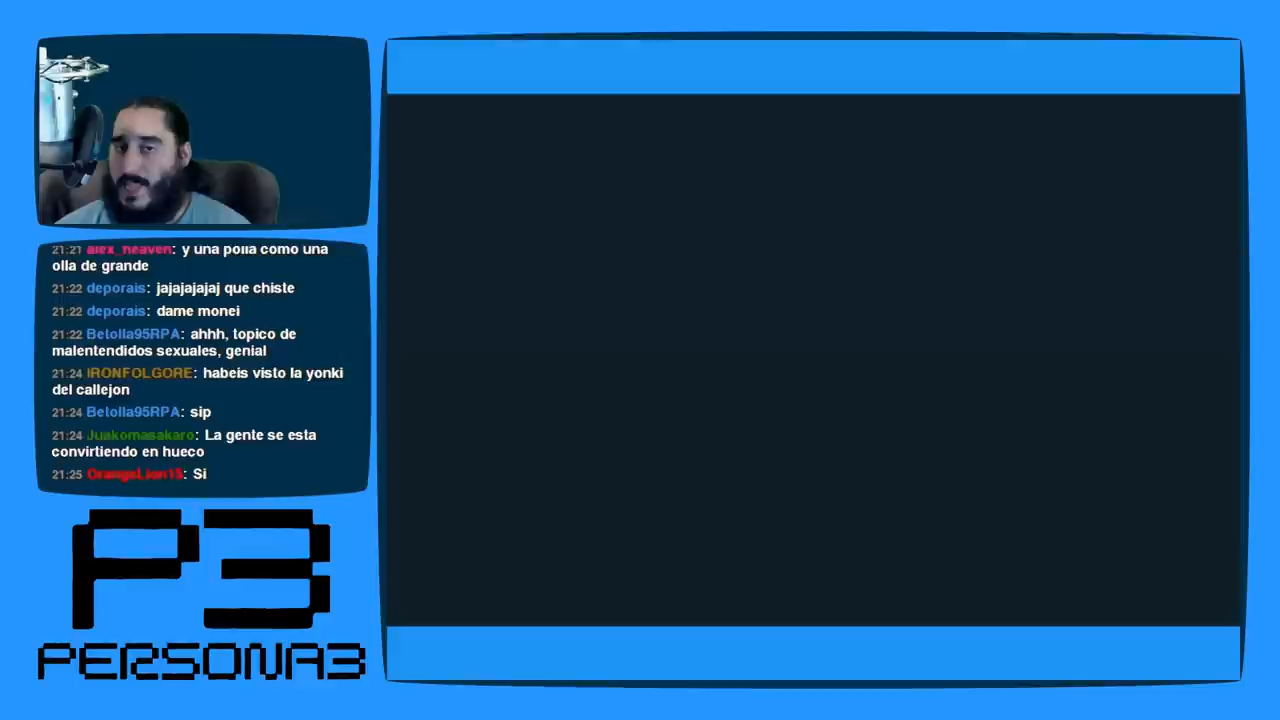 21:21 alex_heaven: y una polla como una
olla de grande
21:22 deporais: jajajajajaj que chiste
21:22 deporais: dame monei
21:22 Betolla95RPA: ahhh, topico de
malentendidos sexuales, genial
21:24 IRONFOLGORE: habeis visto la yonki
del callejon
21:24 Betolla95RPA: sip
21:24 Juakomasakaro: La gente se esta
convirtiendo en hueco
21:25 OrangeLion15: Si
P3
PERSONA3